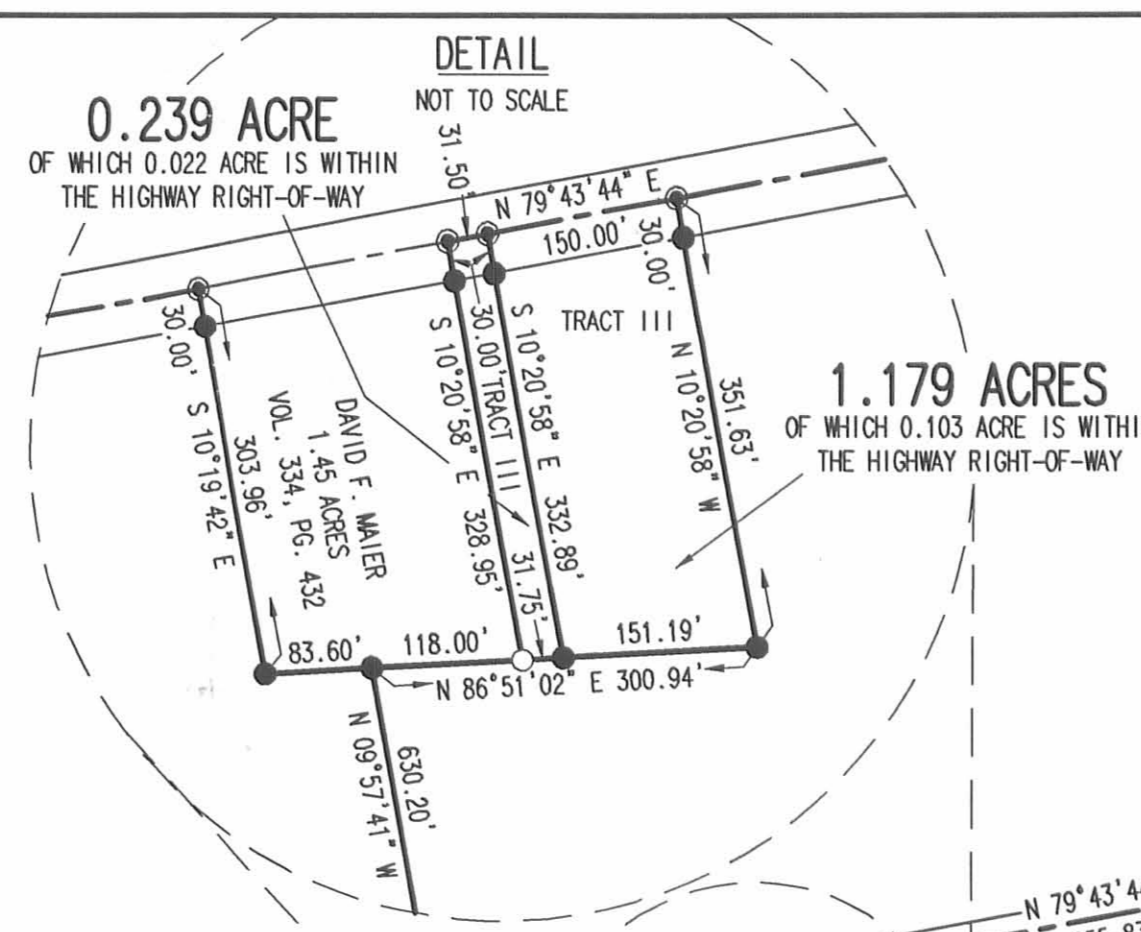 DETAIL
NOT TO SCALE
0.239 ACRE
OF WHICH 0.022 ACRE IS WITHIN
THE HIGHWAY RIGHT-OF-WAY
31.50'
N 79°43'44" E
150.00'
30.00'
30.00'
S 10°19'42" E
303.96'
DAVID F. MAIER
1.45 ACRES
VOL. 334, PG. 432
S 10°20'58" E 328.95'
30.00'
TRACT III
S 10°20'58" E 332.89'
TRACT III
N 10°20'58" W
351.63'
1.179 ACRES
OF WHICH 0.103 ACRE IS WITHI
THE HIGHWAY RIGHT-OF-WAY
83.60'
118.00'
31.75'
151.19'
N 86°51'02" E 300.94'
N 09°57'41" W
630.20'
N 79°43'44